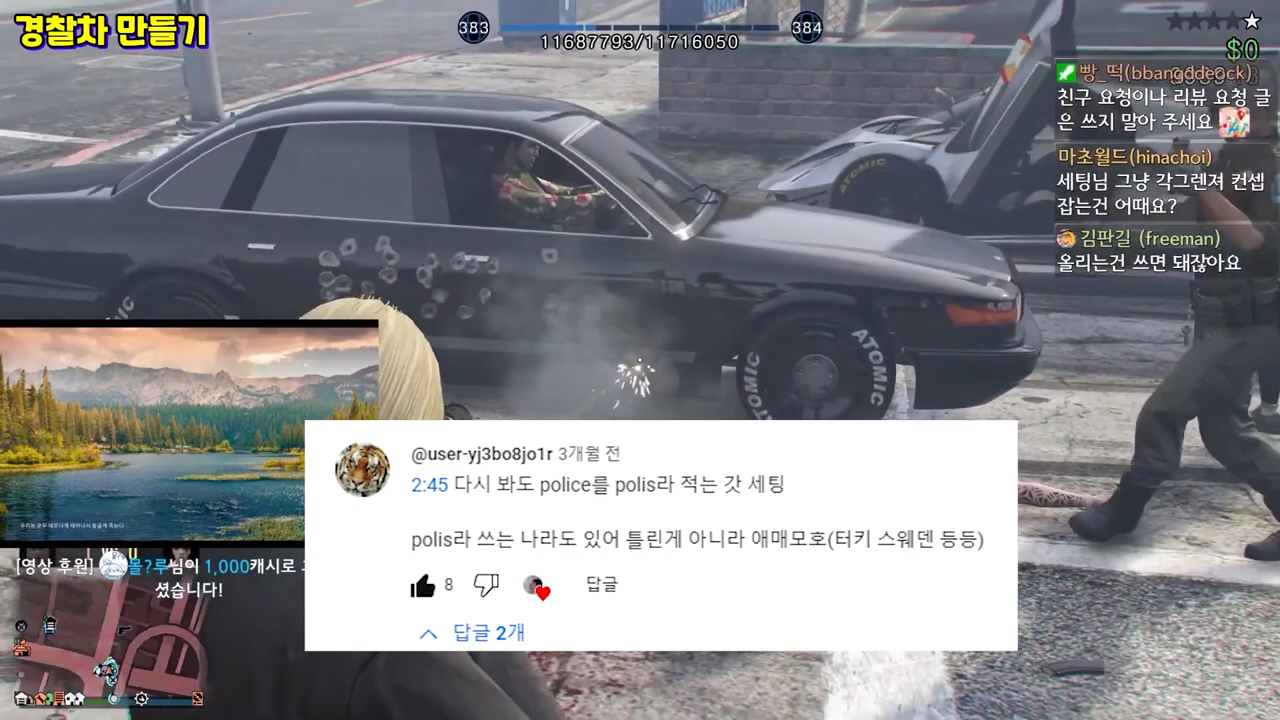 경찰차 만들기
383
384
11687793/11716050
$0
빵_떡(bbangddeock)
친구 요청이나 리뷰 요청 글
은 쓰지 말아 주세요
마초월드(hinachoi)
세팅님 그냥 각그렌져 컨셉
잡는건 어때요?
김판길 (freeman)
올리는건 쓰면 돼잖아요
ATOMIC
ATOMIC
ATOMIC
@user-yj3bo8jo1r 3개월 전
2:45 다시 봐도 police를 polis라 적는 갓 세팅
polis라 쓰는 나라도 있어 틀린게 아니라 애매모호(터키 스웨덴 등등)
8
답글
답글 2개
[영상 후원] 몰?루님이 1,000캐시로
셨습니다!